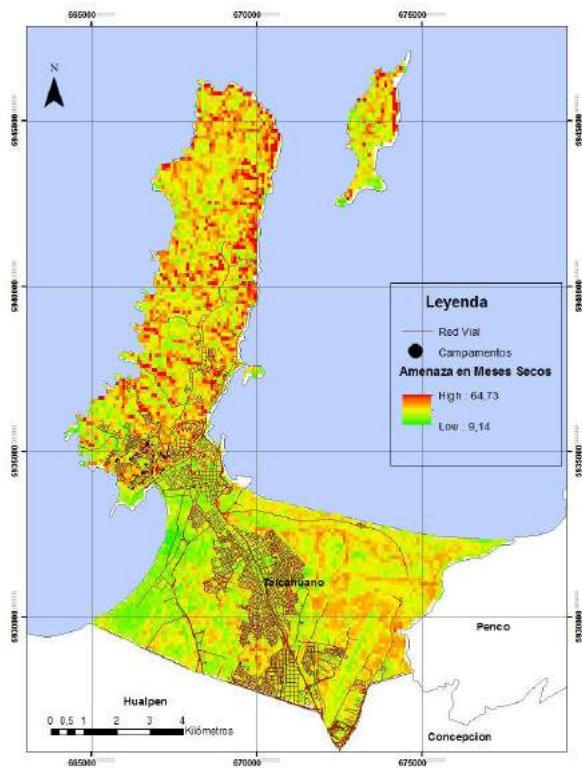 665000 670000 675000
N
5945000 5945000
5940000 5940000
Leyenda
Red Vial
Campamentos
Amenaza en Meses Secos
High : 64,73
Low : 9,14
5935000 5935000
Talcahuano
5930000 5930000
Penco
Hualpen
0 0,5 1 2 3 4
Kilómetros
Concepcion
665000 670000 675000